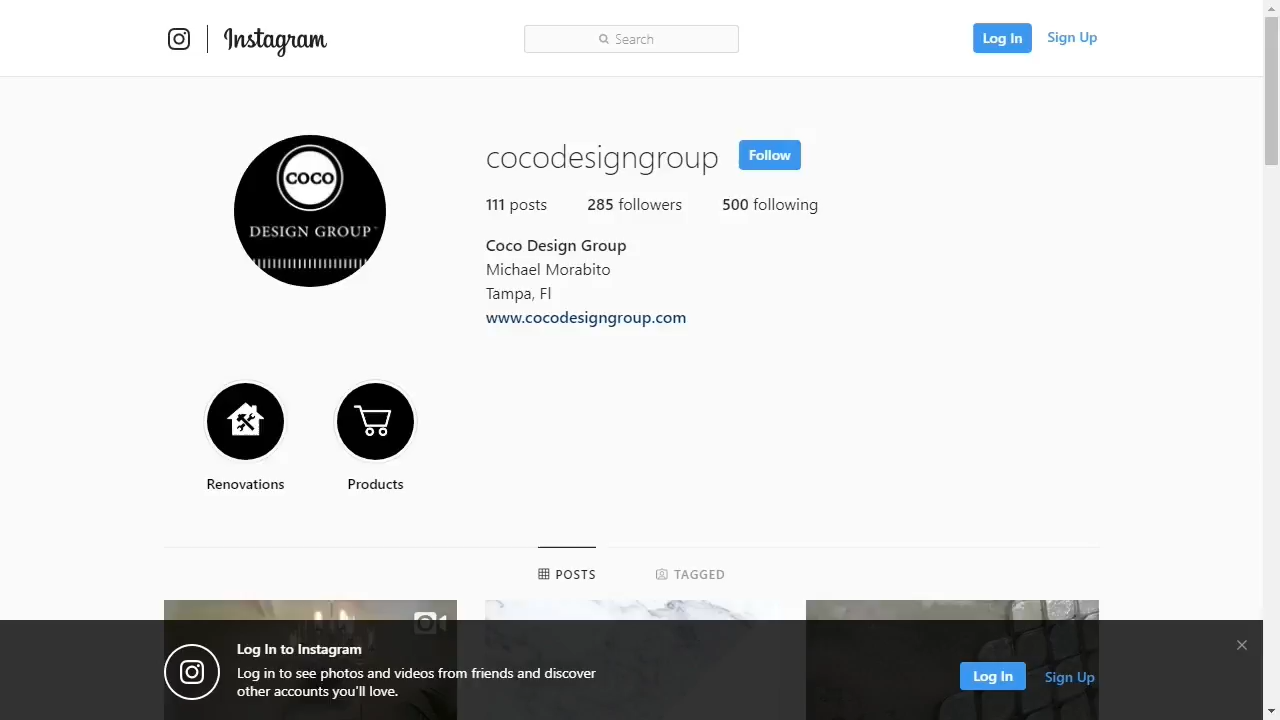 Instagram
Search
Log In
Sign Up
COCO
DESIGN GROUP
cocodesigngroup
Follow
111 posts
285 followers
500 following
Coco Design Group
Michael Morabito
Tampa, Fl
www.cocodesigngroup.com
Renovations
Products
POSTS
TAGGED
Log In to Instagram
Log in to see photos and videos from friends and discover
other accounts you'll love.
Log In
Sign Up